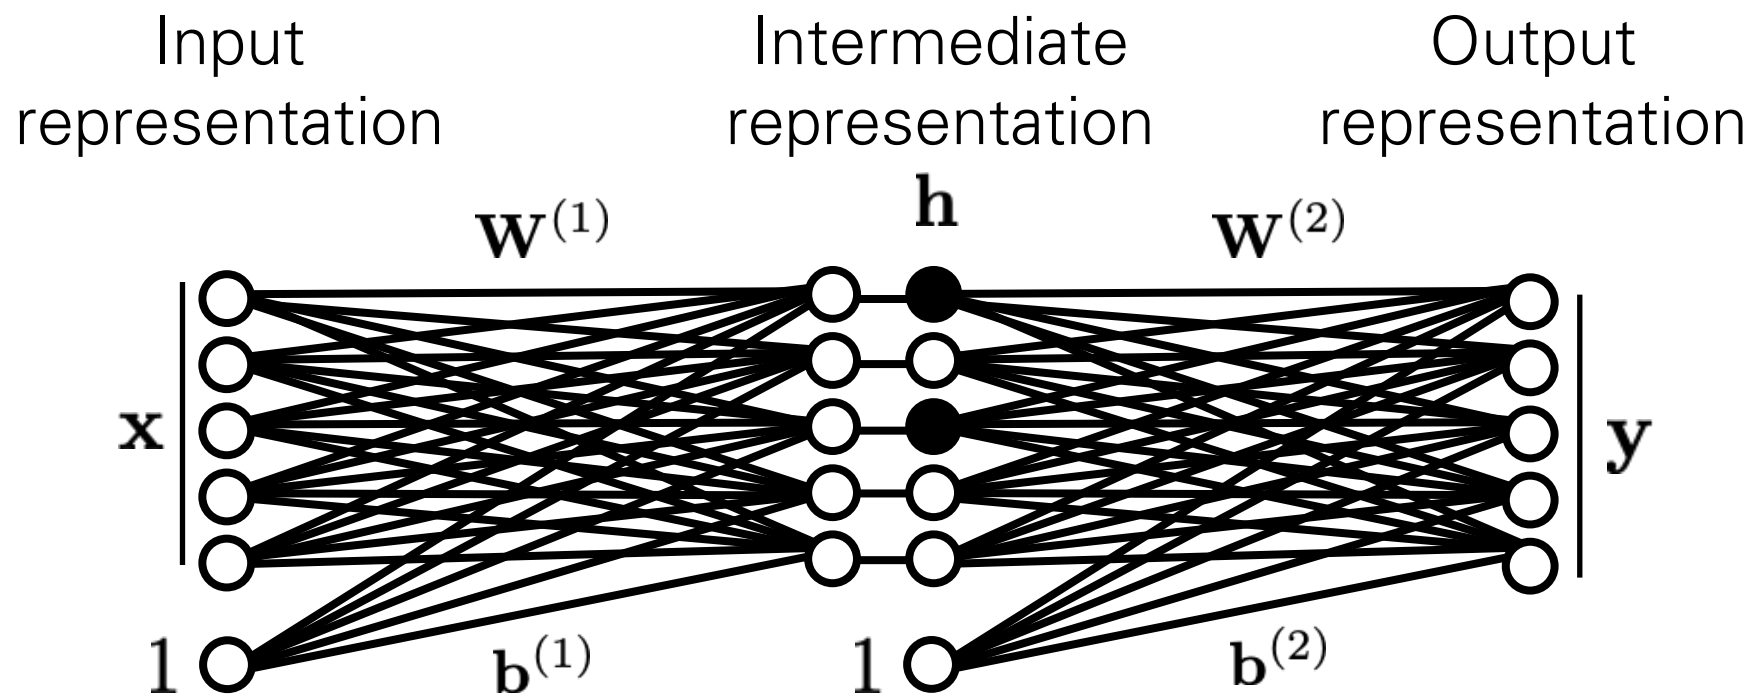 Input
representation
Intermediate
representation
Output
representation
W^(1)
h
W^(2)
x
y
1
b^(1)
1
b^(2)